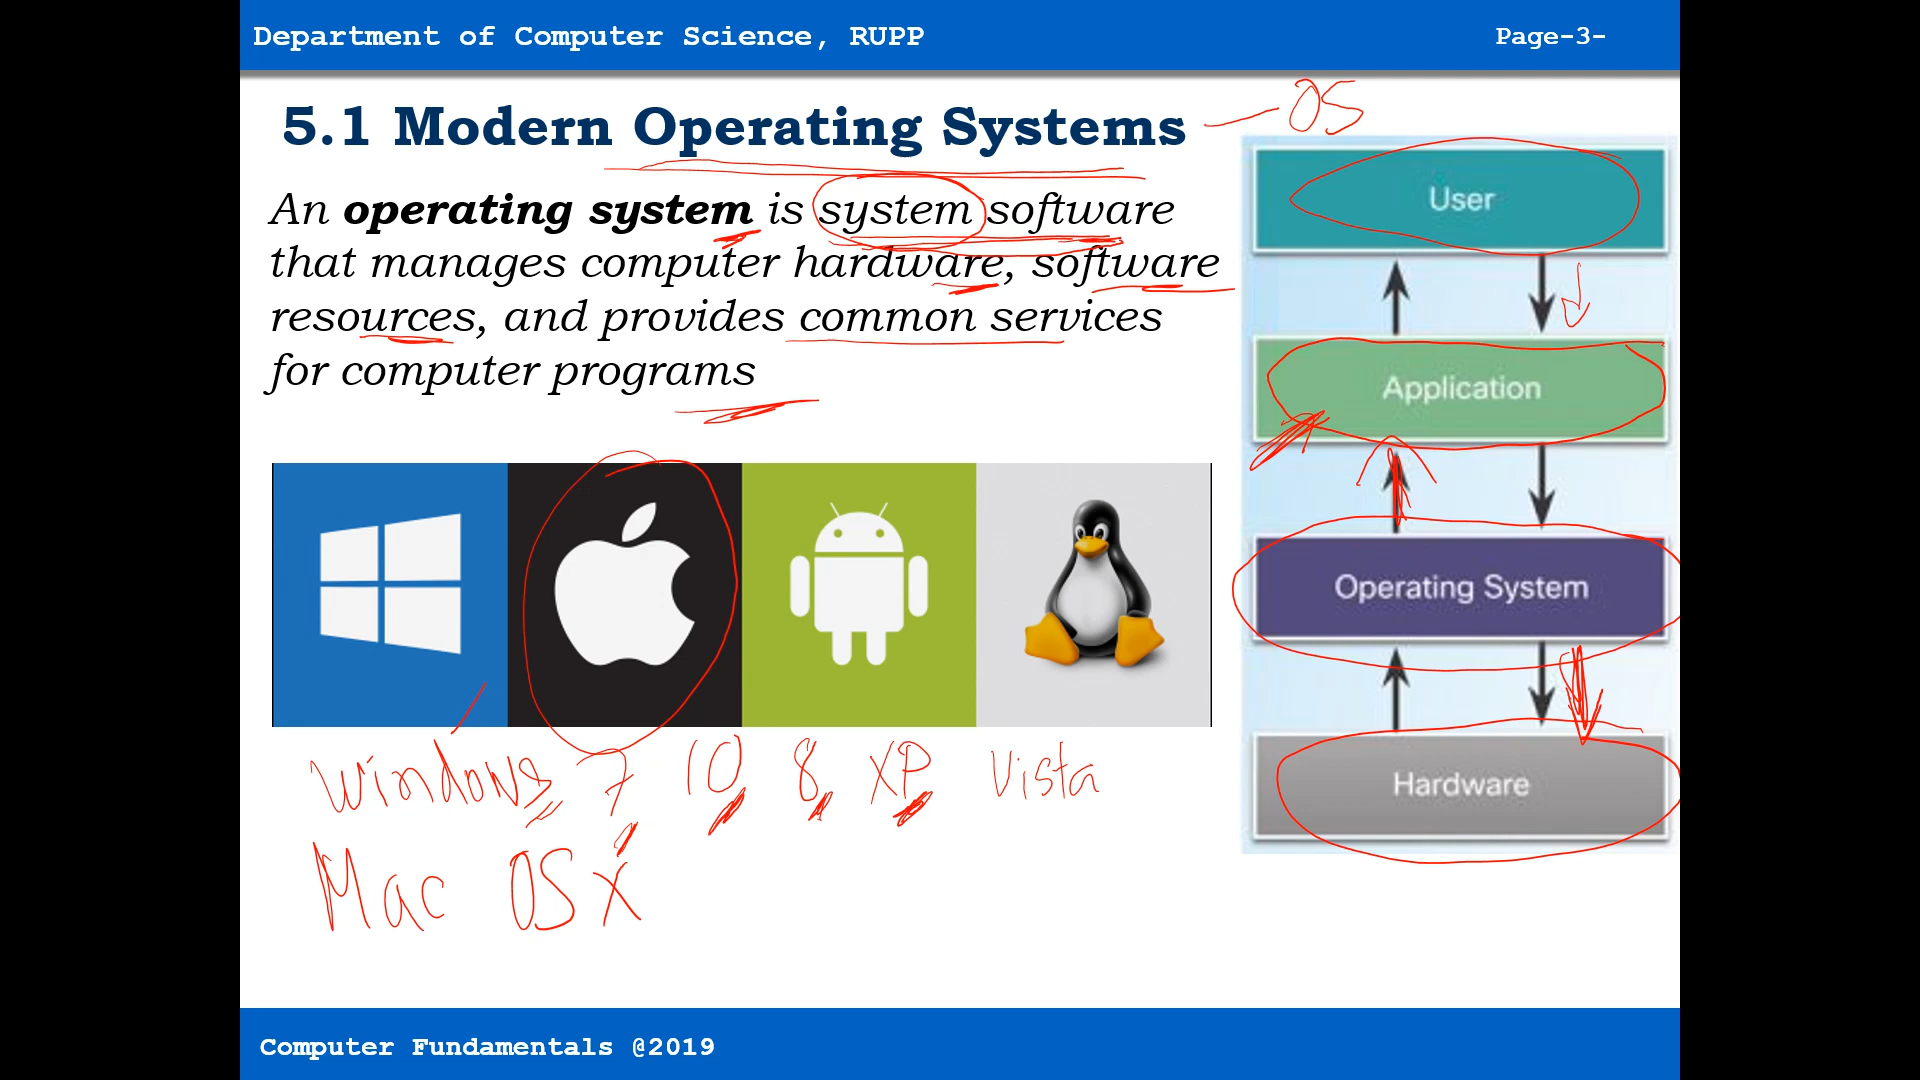 Department of Computer Science, RUPP
Page-3-
5.1 Modern Operating Systems
OS
An operating system is system software
that manages computer hardware, software
resources, and provides common services
for computer programs
User
Application
Operating System
Hardware
Windows 7 10 8 XP Vista
Mac OS X
Computer Fundamentals @2019